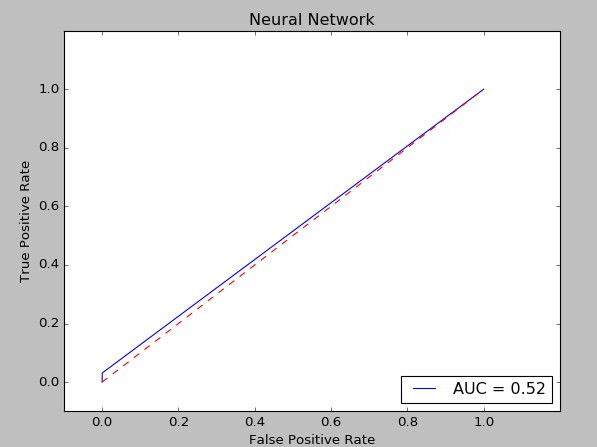 Neural Network
True Positive Rate
1.0
0.8
0.6
0.4
0.2
0.0
AUC = 0.52
0.0 0.2 0.4 0.6 0.8 1.0
False Positive Rate